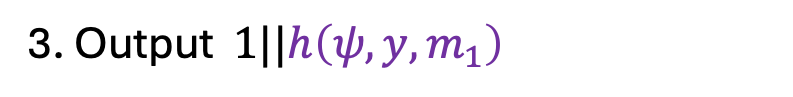 3. Output 1||h(ψ, y, m₁)